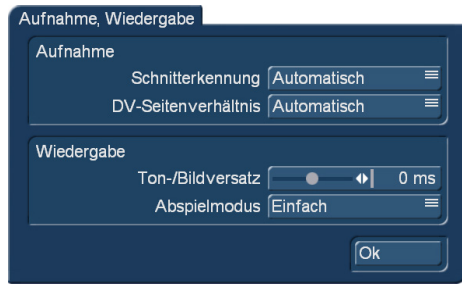 Aufnahme, Wiedergabe
Aufnahme
Schnitterkennung Automatisch
DV-Seitenverhältnis Automatisch
Wiedergabe
Ton-/Bildversatz 0 ms
Abspielmodus Einfach
Ok